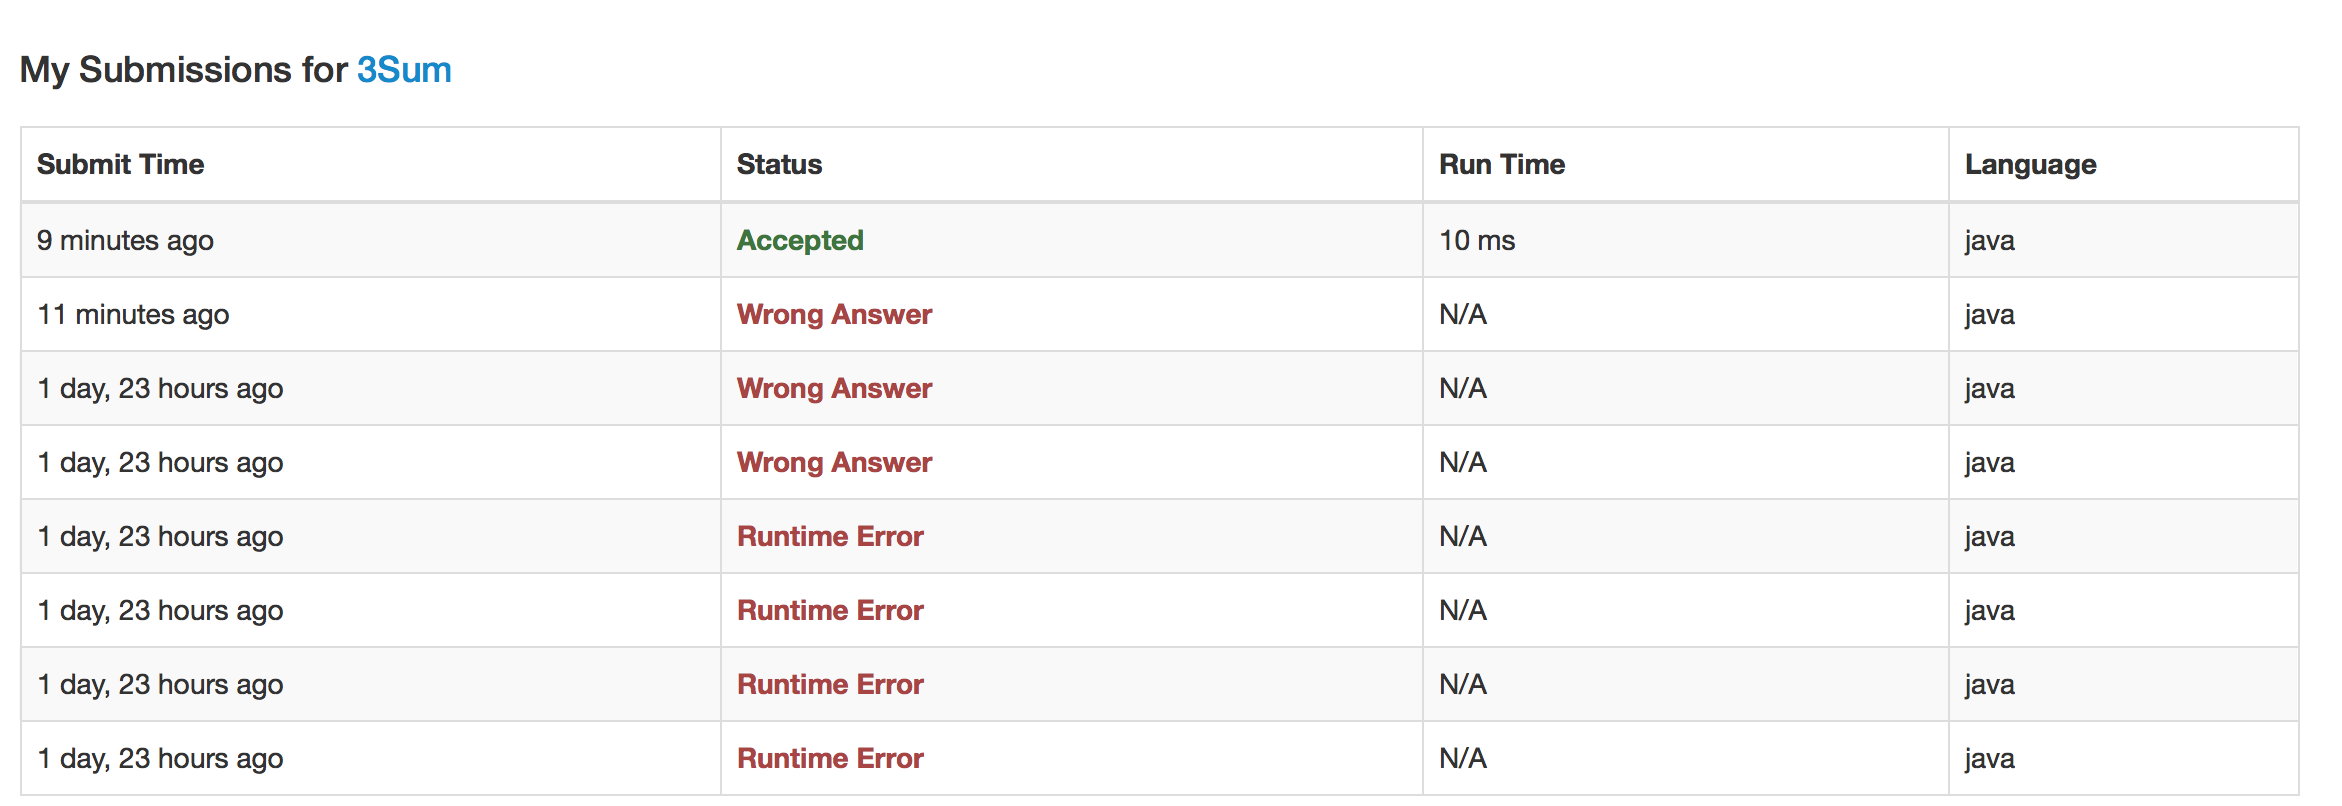 My Submissions for 3Sum
Submit Time Status Run Time Language
9 minutes ago Accepted 10 ms java
11 minutes ago Wrong Answer N/A java
1 day, 23 hours ago Wrong Answer N/A java
1 day, 23 hours ago Wrong Answer N/A java
1 day, 23 hours ago Runtime Error N/A java
1 day, 23 hours ago Runtime Error N/A java
1 day, 23 hours ago Runtime Error N/A java
1 day, 23 hours ago Runtime Error N/A java